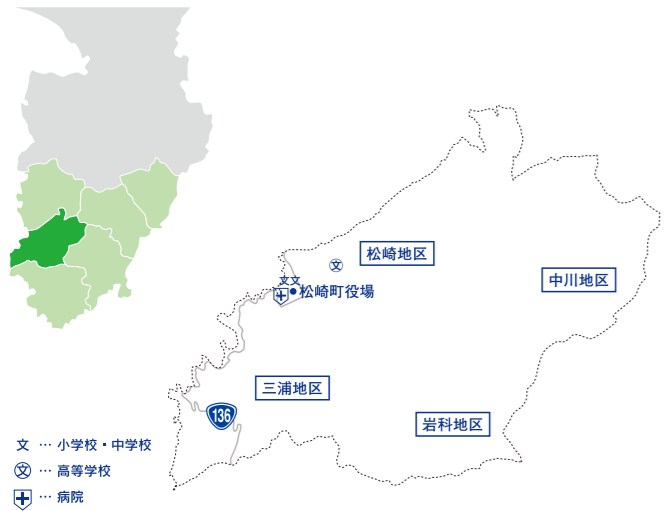 松崎地区
文
中川地区
文文
松崎町役場
三浦地区
136
岩科地区
文 … 小学校・中学校
文 … 高等学校
… 病院